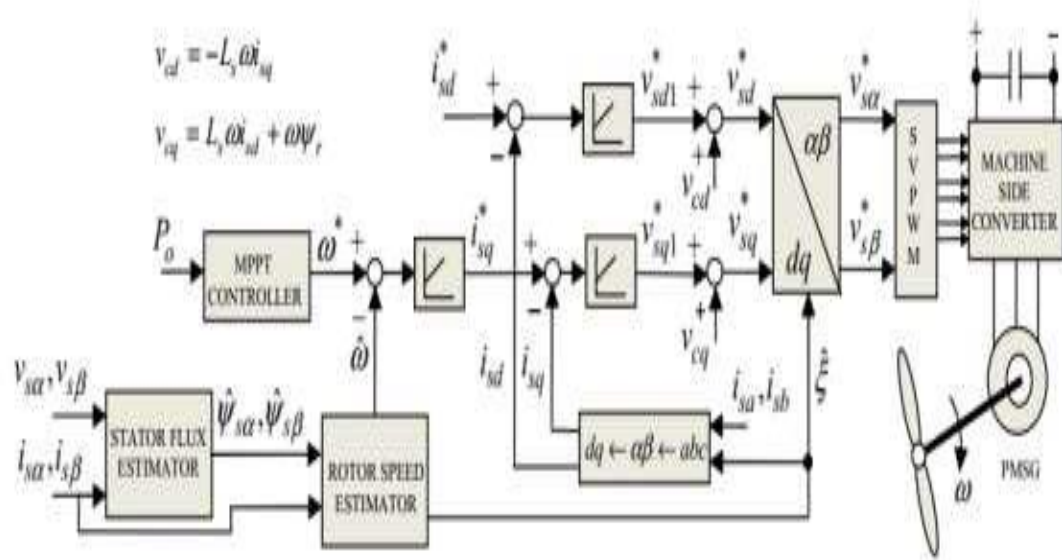 v_cd = -L_s ω i_sq
v_cq = L_s ω i_sd + ω ψ_r
i*_sd
+
-
v*_sd1
+
v*_sd
+
v_cd
αβ
dq
v*_sα
v*_sβ
SVPWM
+
-
MACHINE
SIDE
CONVERTER
P_o
MPPT
CONTROLLER
ω*
+
-
ω̂
i*_sq
+
-
v*_sq1
+
v*_sq
+
v_cq
i_sd
i_sq
i_sa, i_sb
ξ̂
dq ← αβ ← abc
v_sα, v_sβ
i_sα, i_sβ
STATOR FLUX
ESTIMATOR
ψ̂_sα, ψ̂_sβ
ROTOR SPEED
ESTIMATOR
PMSG
ω